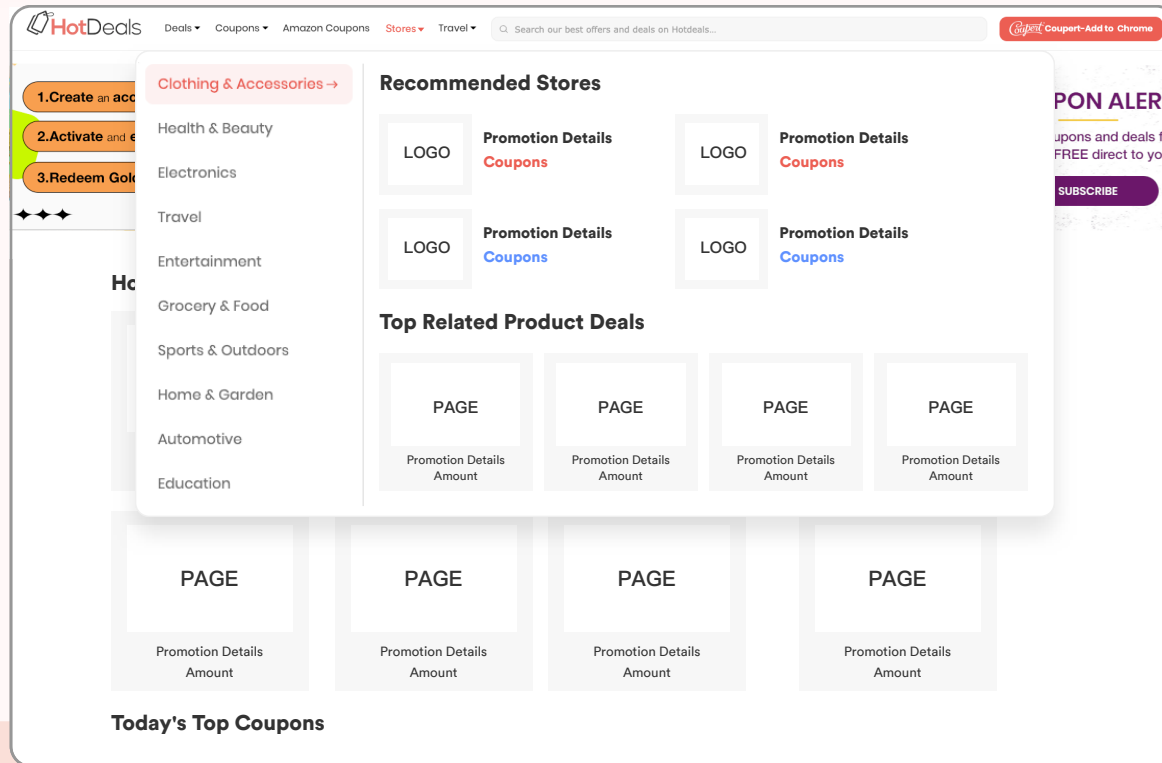 HotDeals
Deals Coupons Amazon Coupons Stores Travel
Search our best offers and deals on Hotdeals...
Coupert Coupert-Add to Chrome
1.Create an acc
2.Activate and e
3.Redeem Gold
PON ALER
upons and deals f
FREE direct to yo
SUBSCRIBE
Clothing & Accessories →
Health & Beauty
Electronics
Travel
Entertainment
Grocery & Food
Sports & Outdoors
Home & Garden
Automotive
Education
Recommended Stores
LOGO
Promotion Details
Coupons
LOGO
Promotion Details
Coupons
LOGO
Promotion Details
Coupons
LOGO
Promotion Details
Coupons
Top Related Product Deals
PAGE PAGE PAGE PAGE
Promotion Details Promotion Details Promotion Details Promotion Details
Amount Amount Amount Amount
Ho
PAGE PAGE PAGE PAGE
Promotion Details Promotion Details Promotion Details Promotion Details
Amount Amount Amount Amount
Today's Top Coupons